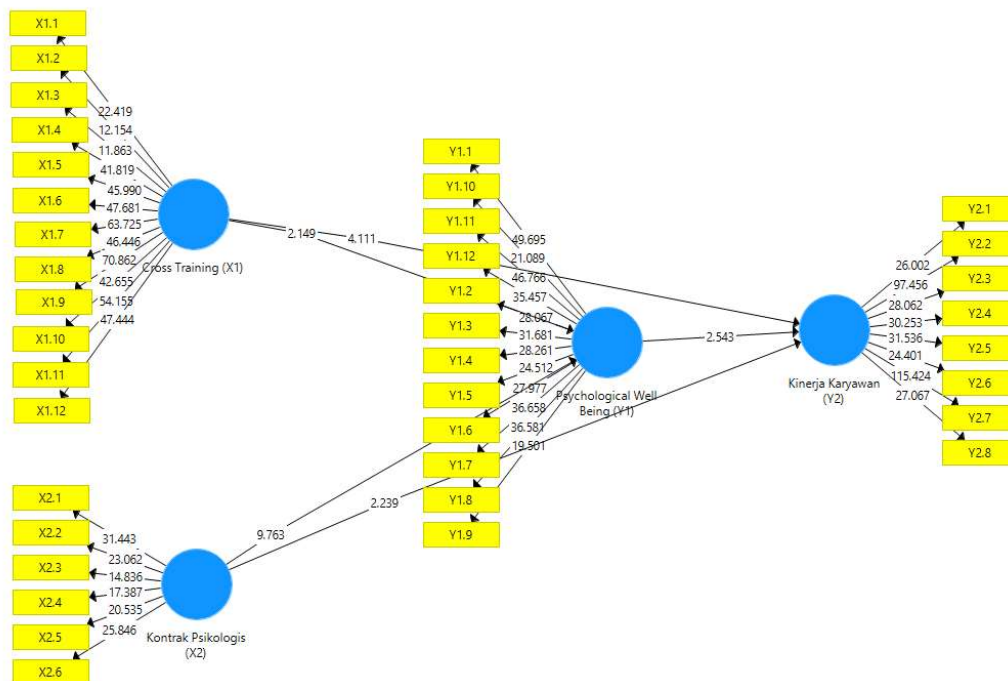 X1.1
X1.2
X1.3
X1.4
X1.5
X1.6
X1.7
X1.8
X1.9
X1.10
X1.11
X1.12
22.419
12.154
11.863
41.819
45.990
47.681
63.725
46.446
70.862
42.655
54.155
47.444
Cross Training (X1)
2.149
4.111
X2.1
X2.2
X2.3
X2.4
X2.5
X2.6
31.443
23.062
14.836
17.387
20.535
25.846
Kontrak Psikologis
(X2)
9.763
2.239
Y1.1
Y1.10
Y1.11
Y1.12
Y1.2
Y1.3
Y1.4
Y1.5
Y1.6
Y1.7
Y1.8
Y1.9
49.695
21.089
46.766
35.457
28.067
31.681
28.261
24.512
27.977
36.658
36.581
19.501
Psychological Well
Being (Y1)
2.543
Kinerja Karyawan
(Y2)
26.002
97.456
28.062
30.253
31.536
24.401
115.424
27.067
Y2.1
Y2.2
Y2.3
Y2.4
Y2.5
Y2.6
Y2.7
Y2.8